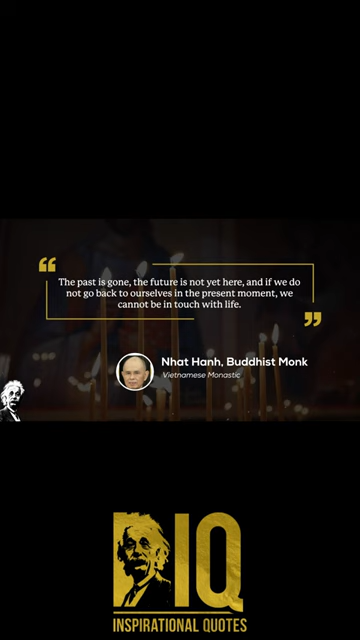 “
The past is gone, the future is not yet here, and if we do
not go back to ourselves in the present moment, we
cannot be in touch with life.
”
Nhat Hanh, Buddhist Monk
Vietnamese Monastic
DIQ
INSPIRATIONAL QUOTES